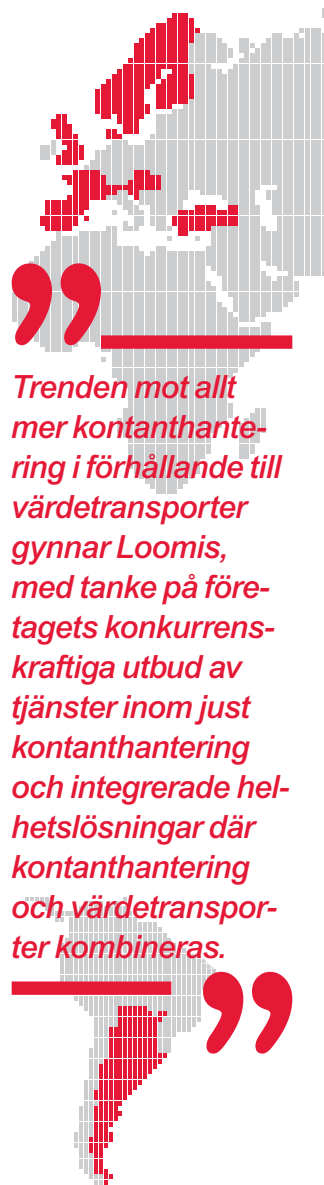 ”
Trenden mot allt
mer kontanthante-
ring i förhållande till
värdetransporter
gynnar Loomis,
med tanke på före-
tagets konkurrens-
kraftiga utbud av
tjänster inom just
kontanthantering
och integrerade hel-
hetslösningar där
kontanthantering
och värdetranspor-
ter kombineras.
”